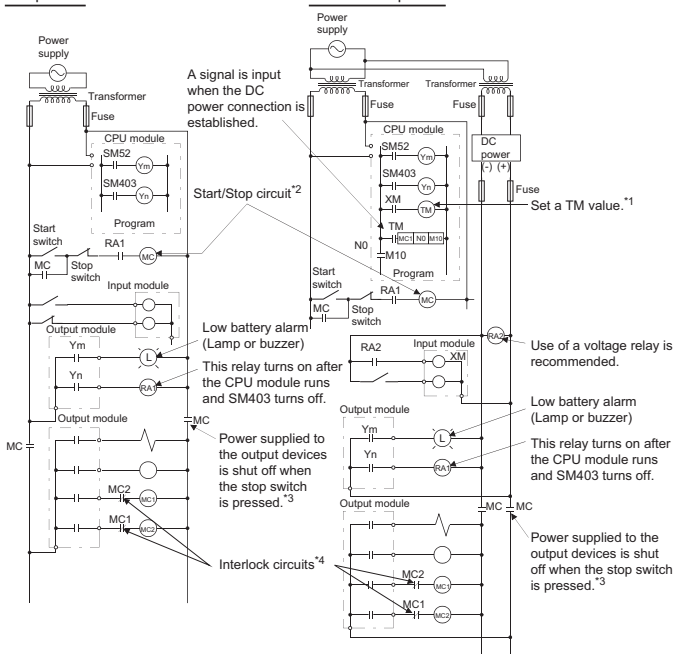 Power
supply
Transformer
Fuse
CPU module
SM52
Ym
SM403
Yn
Program
Start
switch
MC
Stop
switch
RA1
MC
Input module
Output module
Ym
L
Yn
RA1
Output module
MC
MC
MC2
MC1
MC1
MC2
A signal is input
when the DC
power connection is
established.
Start/Stop circuit*2
Low battery alarm
(Lamp or buzzer)
This relay turns on after
the CPU module runs
and SM403 turns off.
Power supplied to
the output devices
is shut off when
the stop switch
is pressed.*3
Interlock circuits*4
Power
supply
Transformer
Transformer
Fuse
Fuse
CPU module
SM52
Ym
SM403
Yn
XM
TM
TM
MC1 N0 M10
N0
M10
Program
DC
power
(-) (+)
Fuse
Set a TM value.*1
Start
switch
MC
Stop
switch
RA1
MC
RA2
Use of a voltage relay is
recommended.
RA2
Input module
XM
Output module
Ym
L
Yn
RA1
Low battery alarm
(Lamp or buzzer)
This relay turns on after
the CPU module runs
and SM403 turns off.
Output module
MC
MC
MC2
MC1
MC1
MC2
Power supplied to the
output devices is shut
off when the stop switch
is pressed.*3